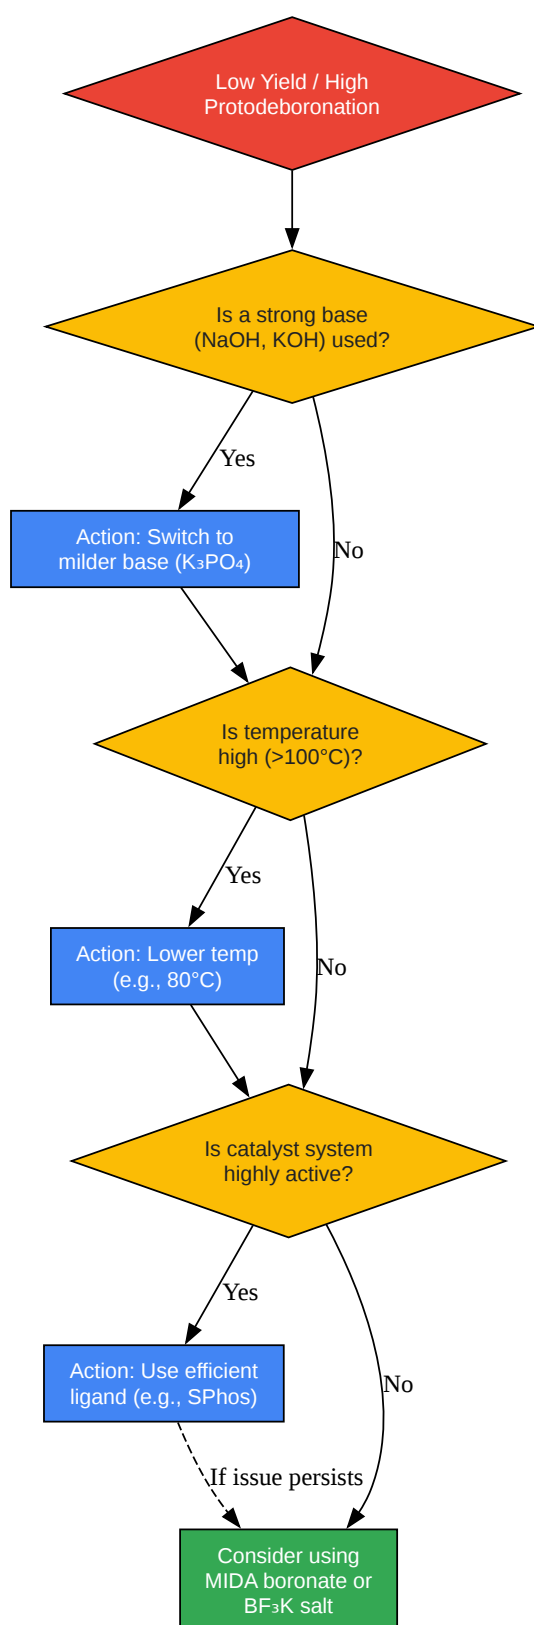 Low Yield / High
Protodeboronation
Is a strong base
(NaOH, KOH) used?
Yes
Action: Switch to
milder base (K₃PO₄)
No
Is temperature
high (>100°C)?
Yes
Action: Lower temp
(e.g., 80°C)
No
Is catalyst system
highly active?
Yes
Action: Use efficient
ligand (e.g., SPhos)
No
If issue persists
Consider using
MIDA boronate or
BF₃K salt